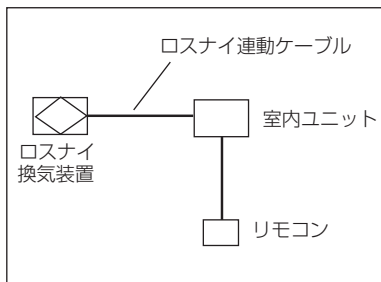 ロスナイ連動ケーブル
室内ユニット
ロスナイ
換気装置
リモコン